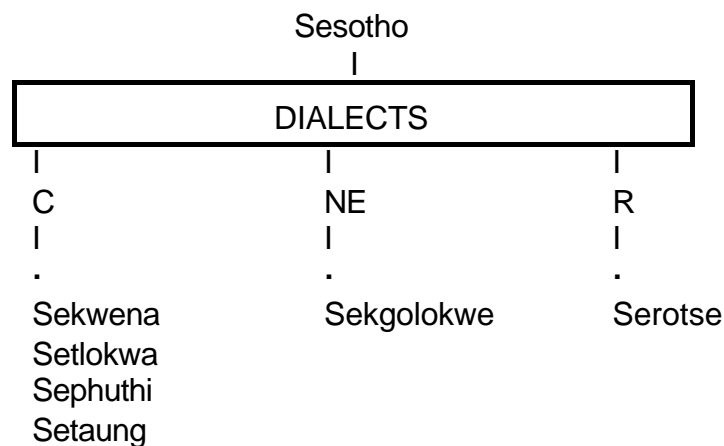 Sesotho
I
DIALECTS
I I I
C NE R
I I I
. . .
Sekwena Sekgolokwe Serotse
Setlokwa
Sephuthi
Setaung